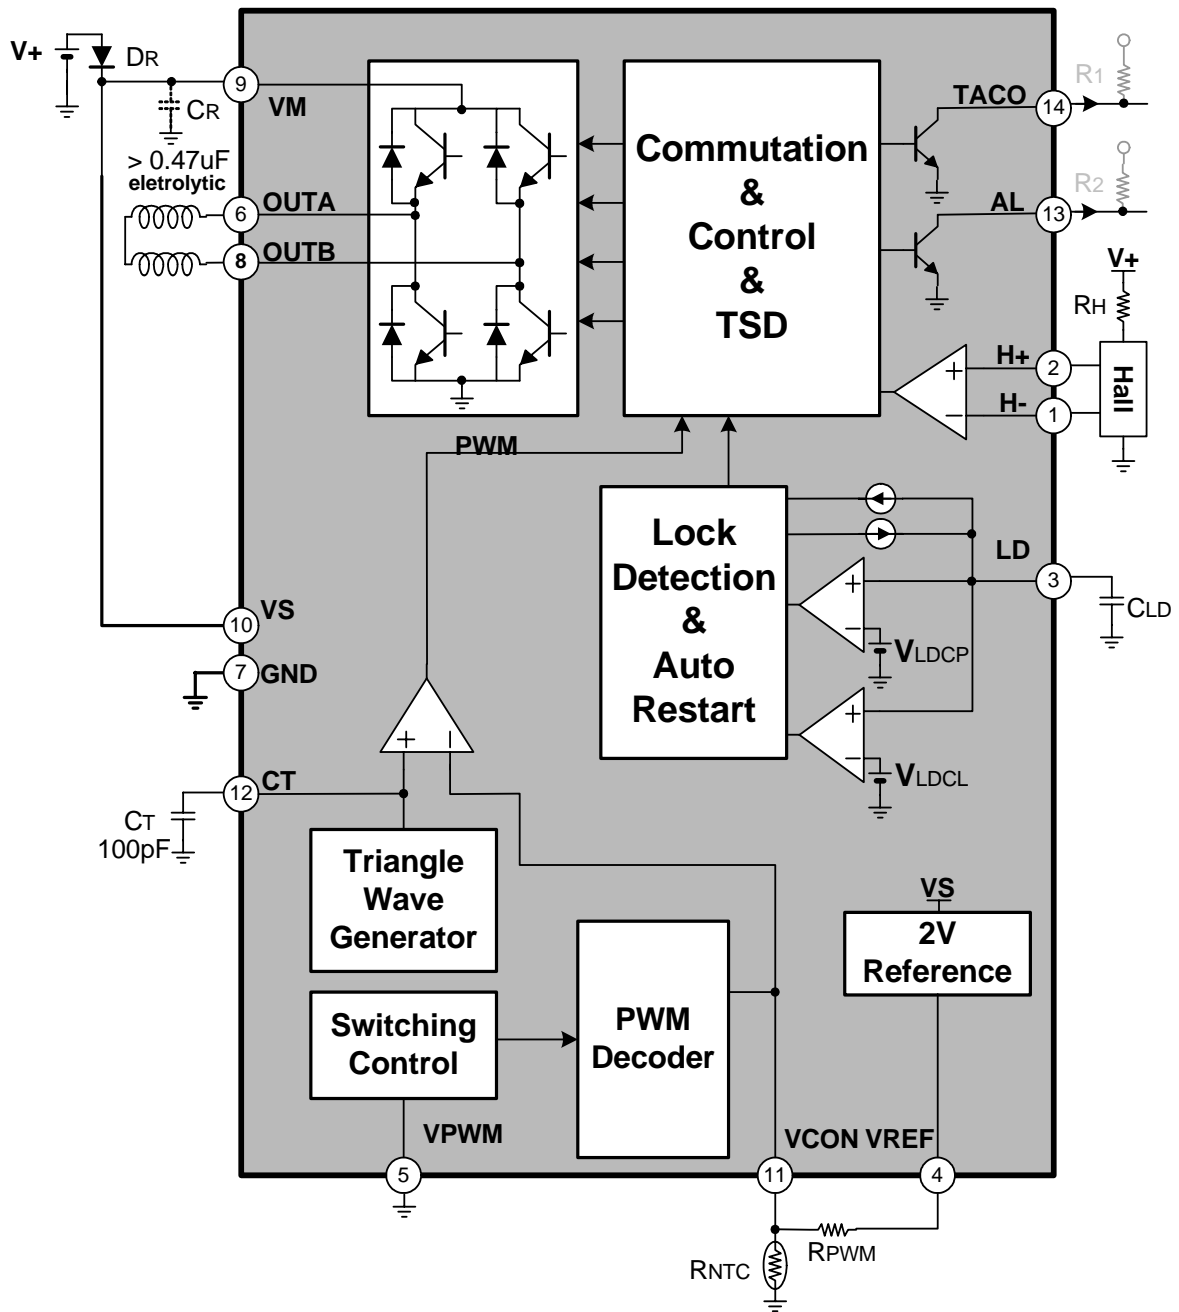 V+
DR
9
VM
CR
> 0.47uF
eletrolytic
6
OUTA
8
OUTB
Commutation
&
Control
&
TSD
TACO
14
R1
AL
13
R2
V+
RH
H+
2
H-
1
Hall
PWM
Lock
Detection
&
Auto
Restart
LD
3
CLD
VLDCP
VLDCL
VS
10
7
GND
+
−
CT
12
CT
100pF
Triangle
Wave
Generator
Switching
Control
PWM
Decoder
VS
2V
Reference
VPWM
VCON VREF
5
11
4
RPWM
RNTC